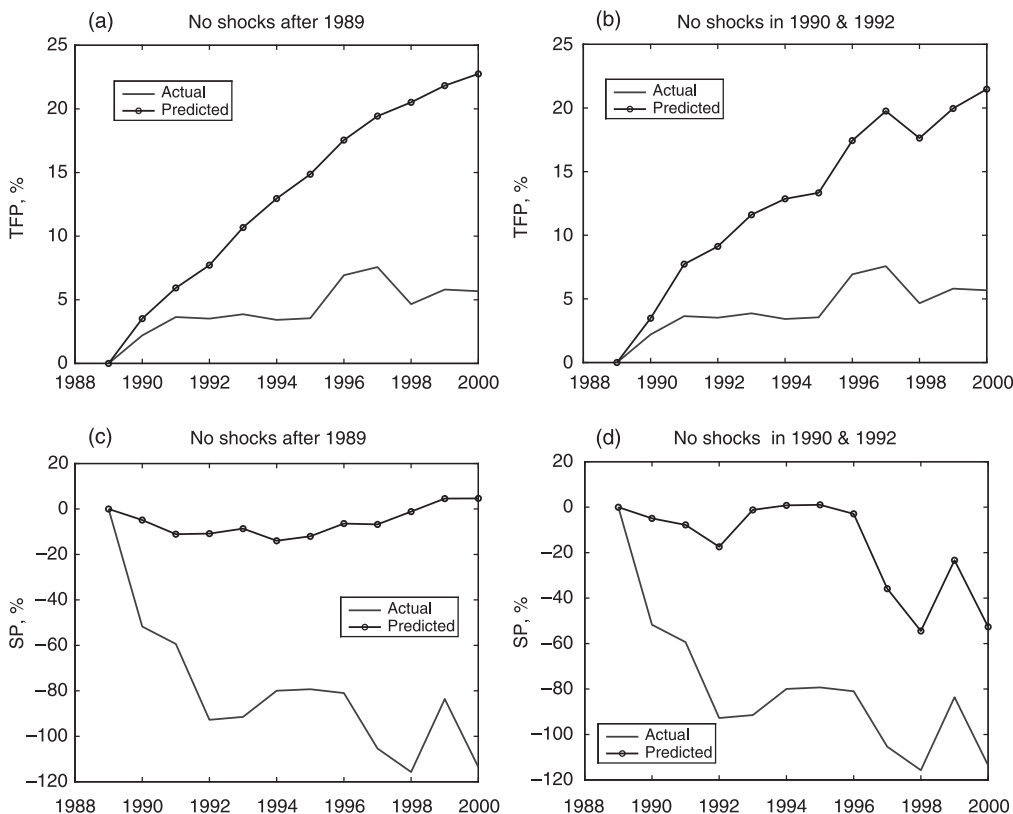 (a) No shocks after 1989
25
20
15
10
5
0
TFP, %
Actual
Predicted
1988 1990 1992 1994 1996 1998 2000
(b) No shocks in 1990 & 1992
25
20
15
10
5
0
TFP, %
Actual
Predicted
1988 1990 1992 1994 1996 1998 2000
(c) No shocks after 1989
20
0
−20
−40
−60
−80
−100
−120
SP, %
Actual
Predicted
1988 1990 1992 1994 1996 1998 2000
(d) No shocks in 1990 & 1992
20
0
−20
−40
−60
−80
−100
−120
SP, %
Actual
Predicted
1988 1990 1992 1994 1996 1998 2000